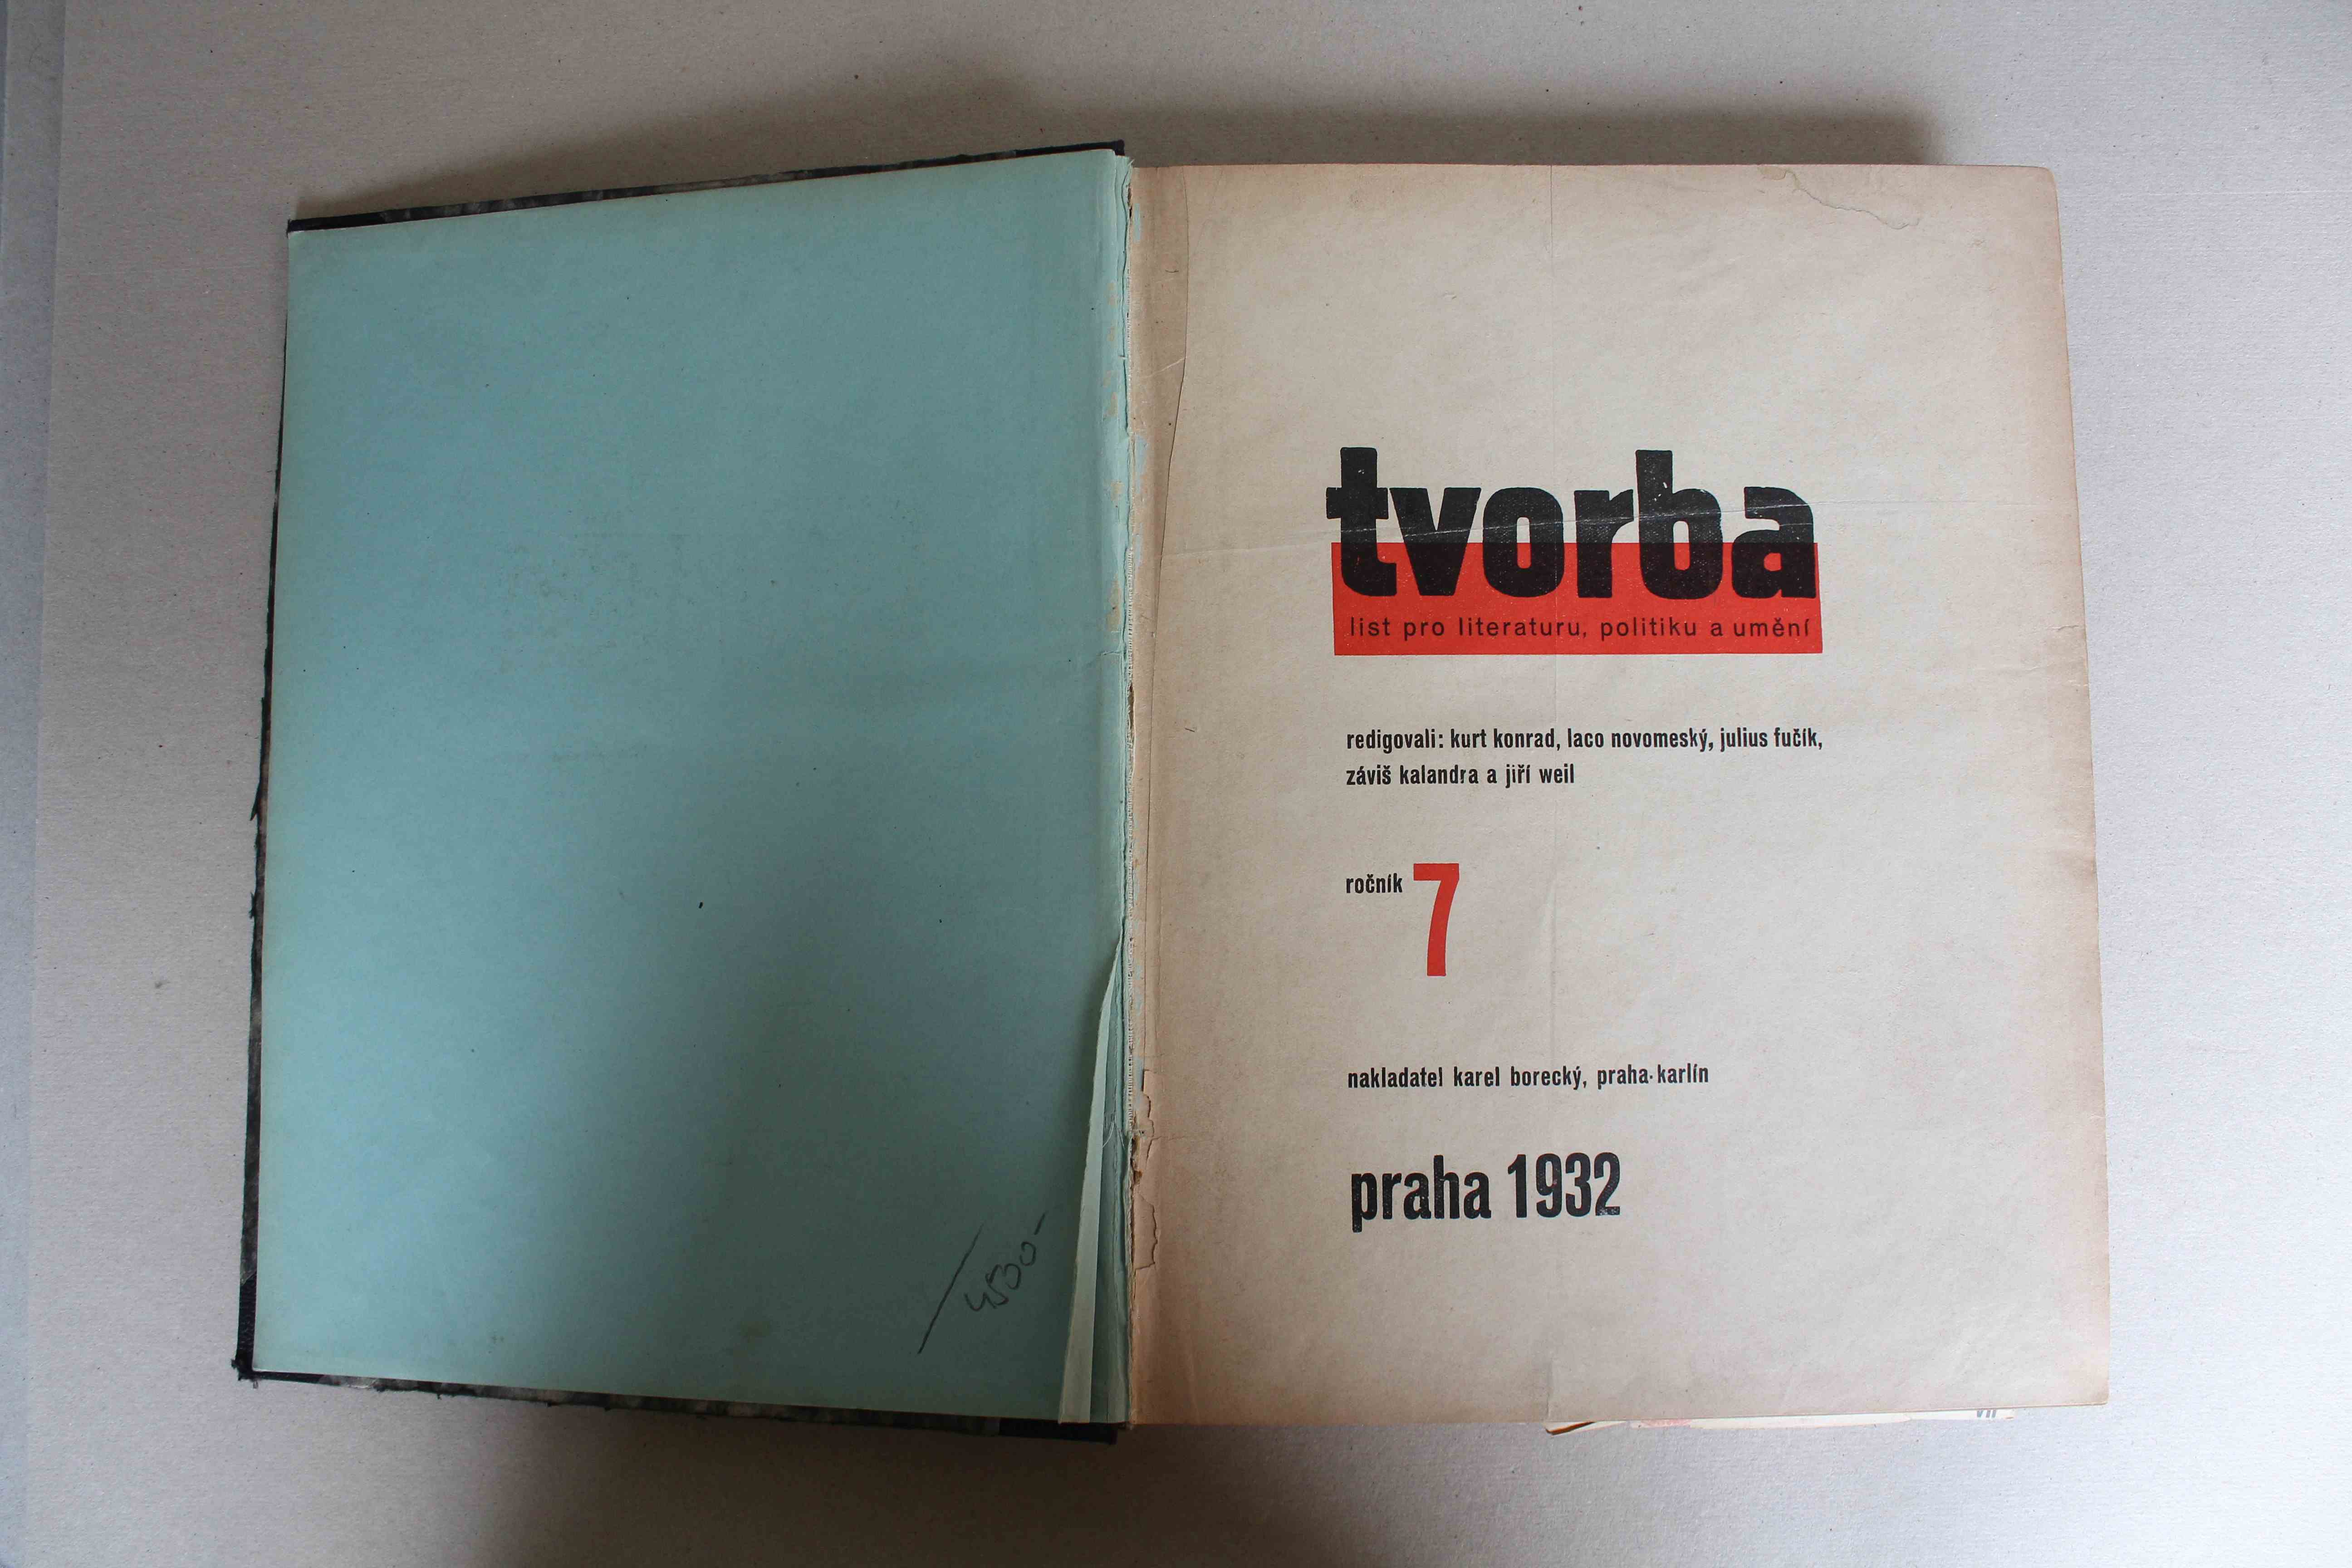 4500-
tvorba
list pro literaturu, politiku a umění
redigovali: kurt konrad, laco novomeský, julius fučík,
záviš kalandra a jiří weil
ročník 7
nakladatel karel borecký, praha-karlín
praha 1932